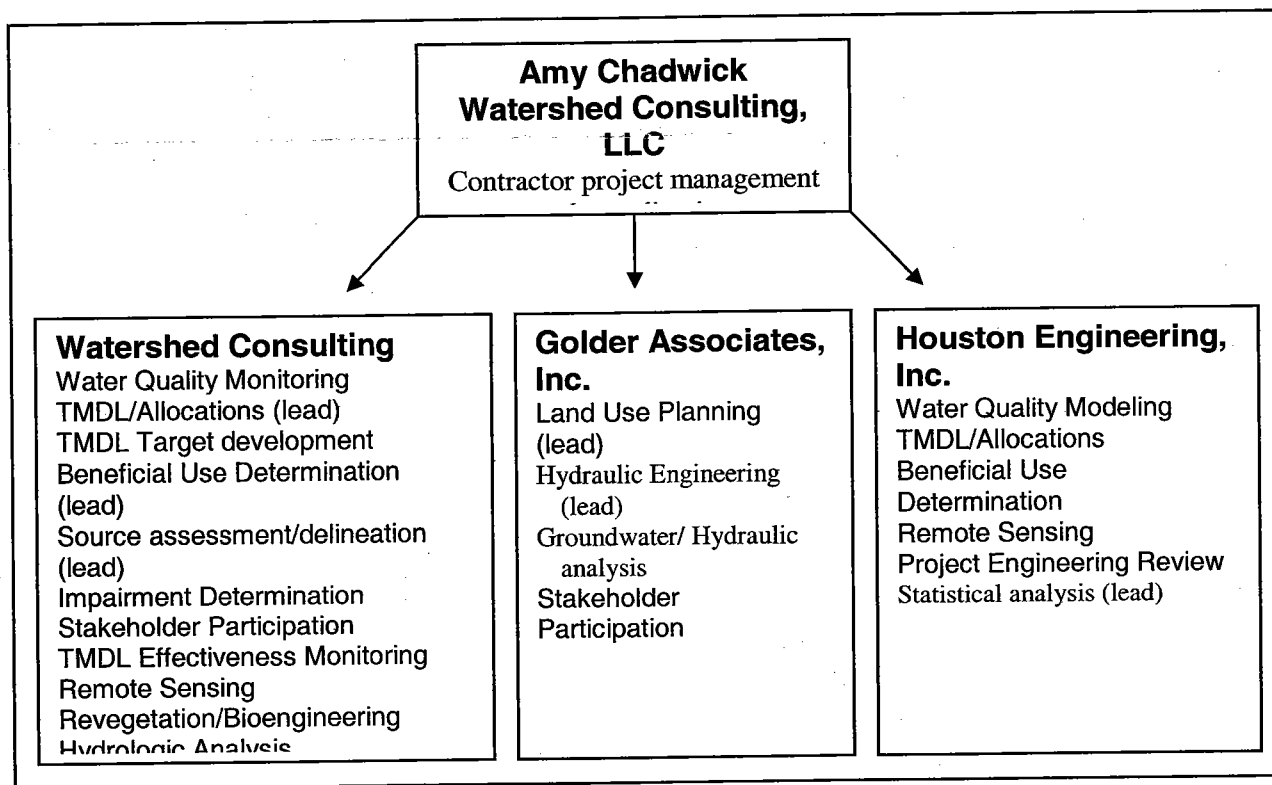 Amy Chadwick
Watershed Consulting,
LLC
Contractor project management
Watershed Consulting
Water Quality Monitoring
TMDL/Allocations (lead)
TMDL Target development
Beneficial Use Determination
(lead)
Source assessment/delineation
(lead)
Impairment Determination
Stakeholder Participation
TMDL Effectiveness Monitoring
Remote Sensing
Revegetation/Bioengineering
Hydrologic Analysis
Golder Associates,
Inc.
Land Use Planning
(lead)
Hydraulic Engineering
(lead)
Groundwater/ Hydraulic
analysis
Stakeholder
Participation
Houston Engineering,
Inc.
Water Quality Modeling
TMDL/Allocations
Beneficial Use
Determination
Remote Sensing
Project Engineering Review
Statistical analysis (lead)